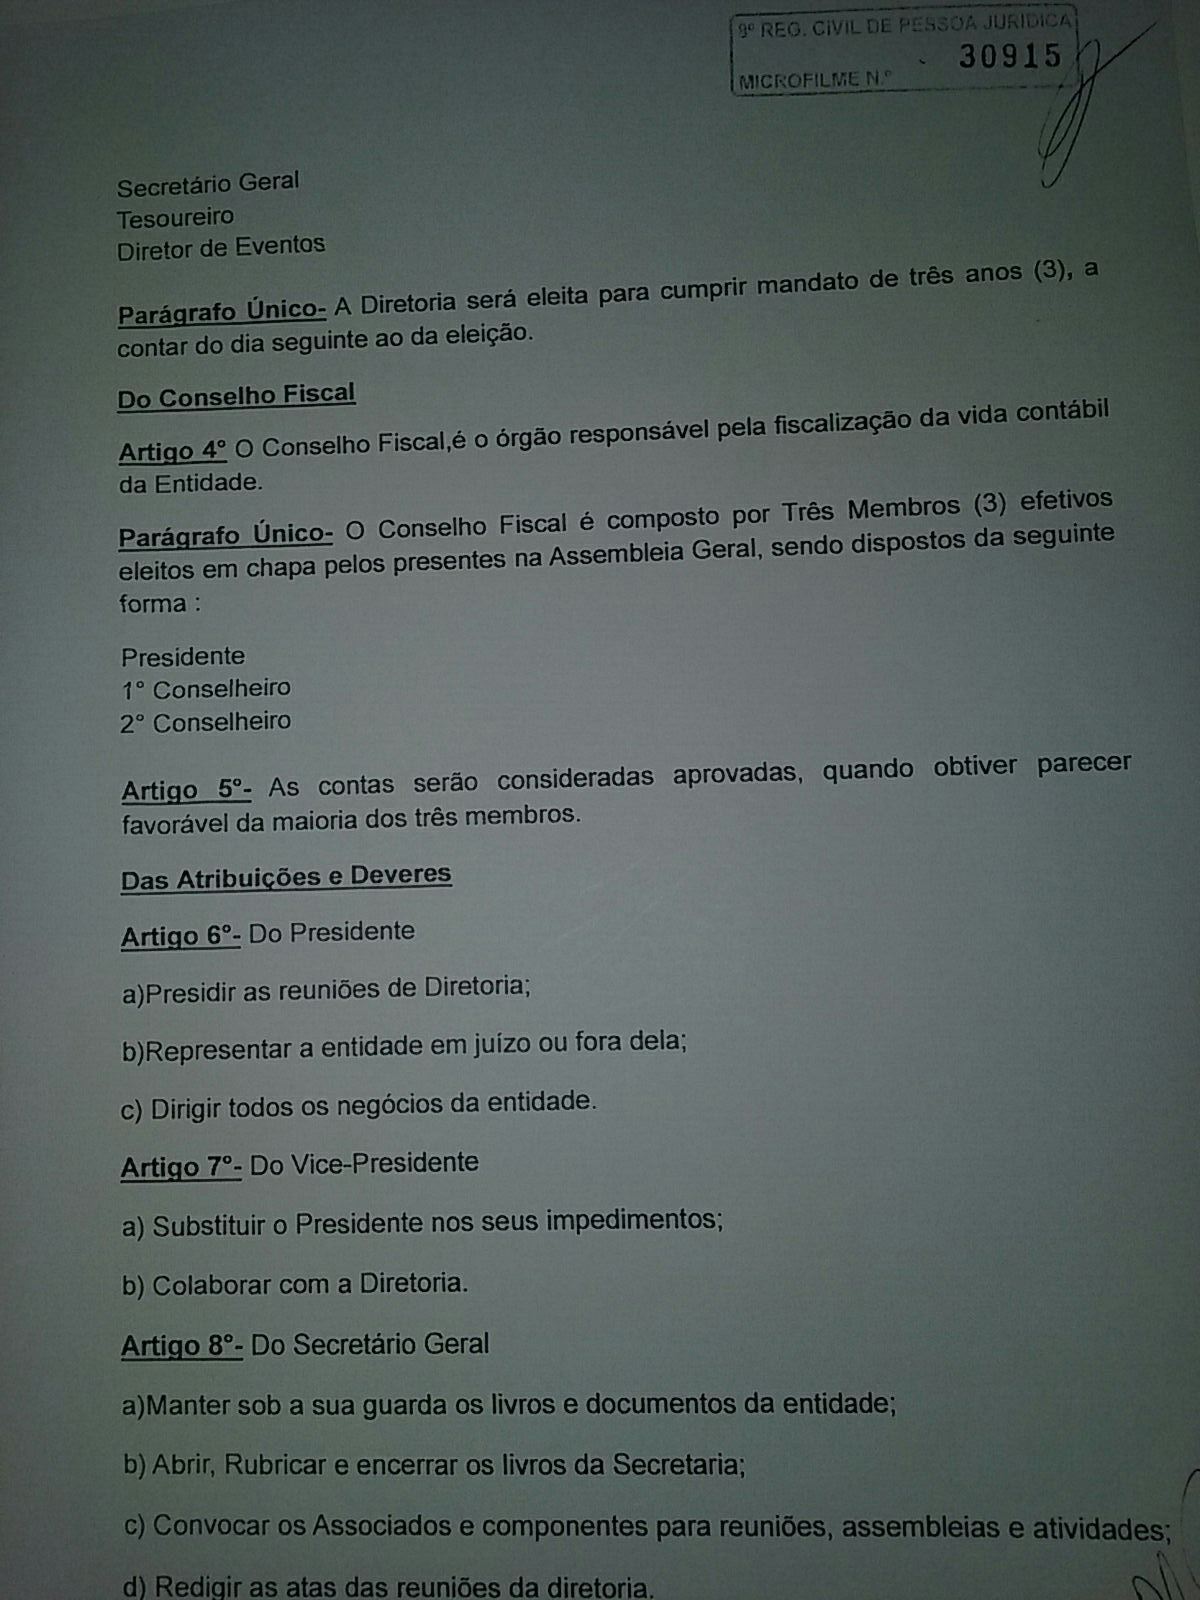 9º REG. CIVIL DE PESSOA JURIDICA
30915
MICROFILME N.º
Secretário Geral
Tesoureiro
Diretor de Eventos
Parágrafo Único- A Diretoria será eleita para cumprir mandato de três anos (3), a
contar do dia seguinte ao da eleição.
Do Conselho Fiscal
Artigo 4º O Conselho Fiscal,é o órgão responsável pela fiscalização da vida contábil
da Entidade.
Parágrafo Único- O Conselho Fiscal é composto por Três Membros (3) efetivos
eleitos em chapa pelos presentes na Assembleia Geral, sendo dispostos da seguinte
forma :
Presidente
1° Conselheiro
2° Conselheiro
Artigo 5º- As contas serão consideradas aprovadas, quando obtiver parecer
favorável da maioria dos três membros.
Das Atribuições e Deveres
Artigo 6º- Do Presidente
a)Presidir as reuniões de Diretoria;
b)Representar a entidade em juízo ou fora dela;
c) Dirigir todos os negócios da entidade.
Artigo 7º- Do Vice-Presidente
a) Substituir o Presidente nos seus impedimentos;
b) Colaborar com a Diretoria.
Artigo 8º- Do Secretário Geral
a)Manter sob a sua guarda os livros e documentos da entidade;
b) Abrir, Rubricar e encerrar os livros da Secretaria;
c) Convocar os Associados e componentes para reuniões, assembleias e atividades;
d) Redigir as atas das reuniões da diretoria.